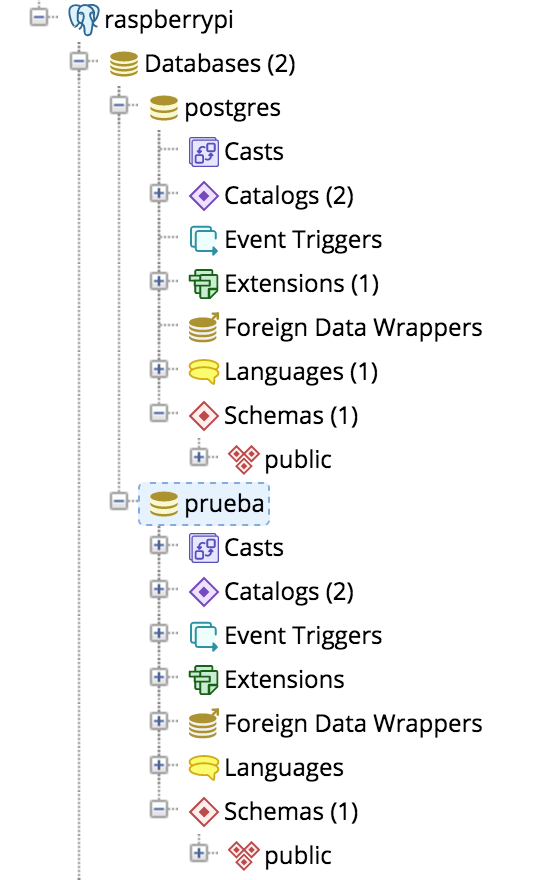 raspberrypi
Databases (2)
postgres
Casts
Catalogs (2)
Event Triggers
Extensions (1)
Foreign Data Wrappers
Languages (1)
Schemas (1)
public
prueba
Casts
Catalogs (2)
Event Triggers
Extensions
Foreign Data Wrappers
Languages
Schemas (1)
public